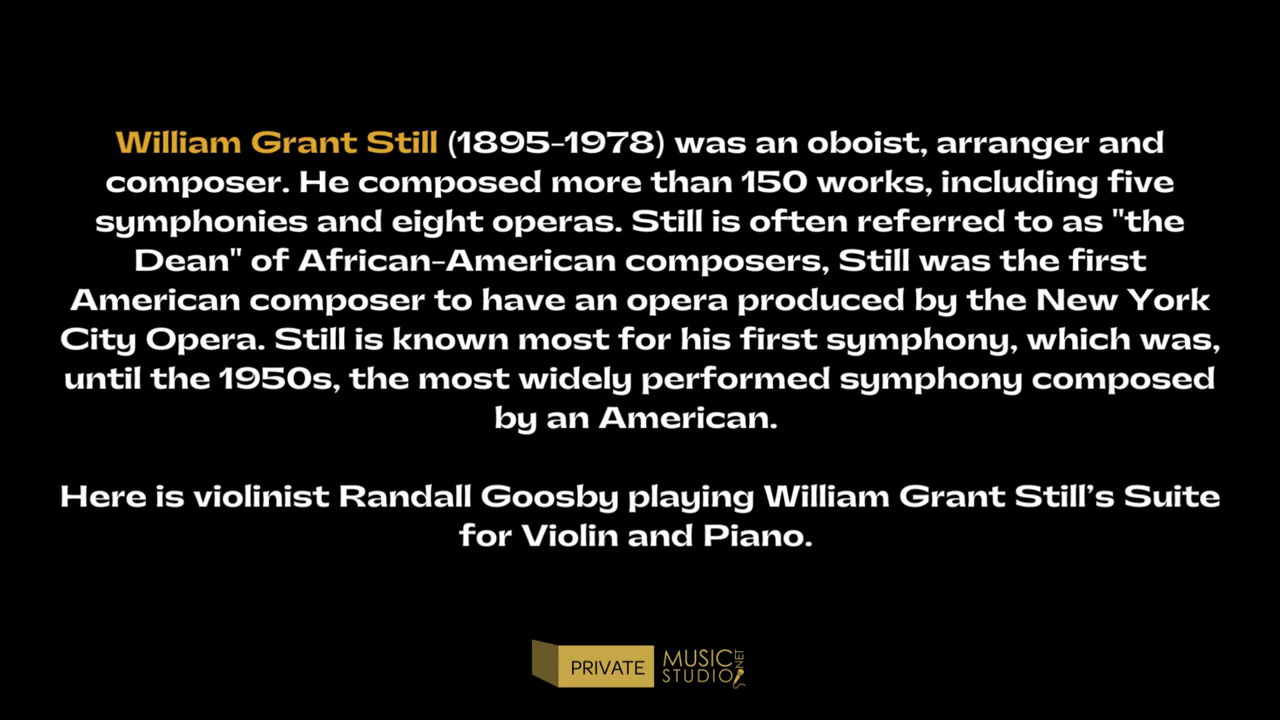 William Grant Still (1895-1978) was an oboist, arranger and
composer. He composed more than 150 works, including five
symphonies and eight operas. Still is often referred to as "the
Dean" of African-American composers, Still was the first
American composer to have an opera produced by the New York
City Opera. Still is known most for his first symphony, which was,
until the 1950s, the most widely performed symphony composed
by an American.
Here is violinist Randall Goosby playing William Grant Still’s Suite
for Violin and Piano.
PRIVATE
MUSIC
STUDIO
.NET